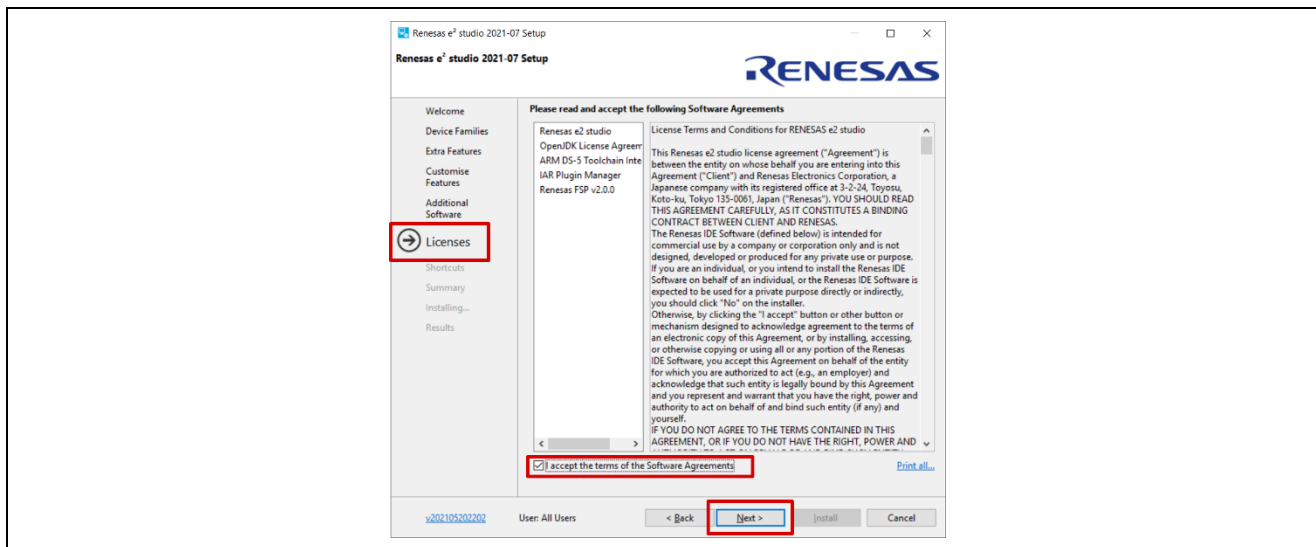 Renesas e² studio 2021-07 Setup
Renesas e² studio 2021-07 Setup
RENESAS
Welcome
Device Families
Extra Features
Customise
Features
Additional
Software
Licenses
Shortcuts
Summary
Installing...
Results
Please read and accept the following Software Agreements
Renesas e2 studio
OpenJDK License Agreem
ARM DS-5 Toolchain Inte
IAR Plugin Manager
Renesas FSP v2.0.0
License Terms and Conditions for RENESAS e2 studio
This Renesas e2 studio license agreement ("Agreement") is
between the entity on whose behalf you are entering into this
Agreement ("Client") and Renesas Electronics Corporation, a
Japanese company with its registered office at 3-2-24, Toyosu,
Koto-ku, Tokyo 135-0061, Japan ("Renesas"). YOU SHOULD READ
THIS AGREEMENT CAREFULLY, AS IT CONSTITUTES A BINDING
CONTRACT BETWEEN CLIENT AND RENESAS.
The Renesas IDE Software (defined below) is intended for
commercial use by a company or corporation only and is not
designed, developed or produced for any private use or purpose.
If you are an individual, or you intend to install the Renesas IDE
Software on behalf of an individual, or the Renesas IDE Software is
expected to be used for a private purpose directly or indirectly,
you should click "No" on the installer.
Otherwise, by clicking the "I accept" button or other button or
mechanism designed to acknowledge agreement to the terms of
an electronic copy of this Agreement, or by installing, accessing,
or otherwise copying or using all or any portion of the Renesas
IDE Software, you accept this Agreement on behalf of the entity
for which you are authorized to act (e.g., an employer) and
acknowledge that such entity is legally bound by this Agreement
and you represent and warrant that you have the right, power and
authority to act on behalf of and bind such entity (if any) and
yourself.
IF YOU DO NOT AGREE TO THE TERMS CONTAINED IN THIS
AGREEMENT, OR IF YOU DO NOT HAVE THE RIGHT, POWER AND
I accept the terms of the Software Agreements
Print all...
v202105202202
User: All Users
< Back
Next >
Install
Cancel